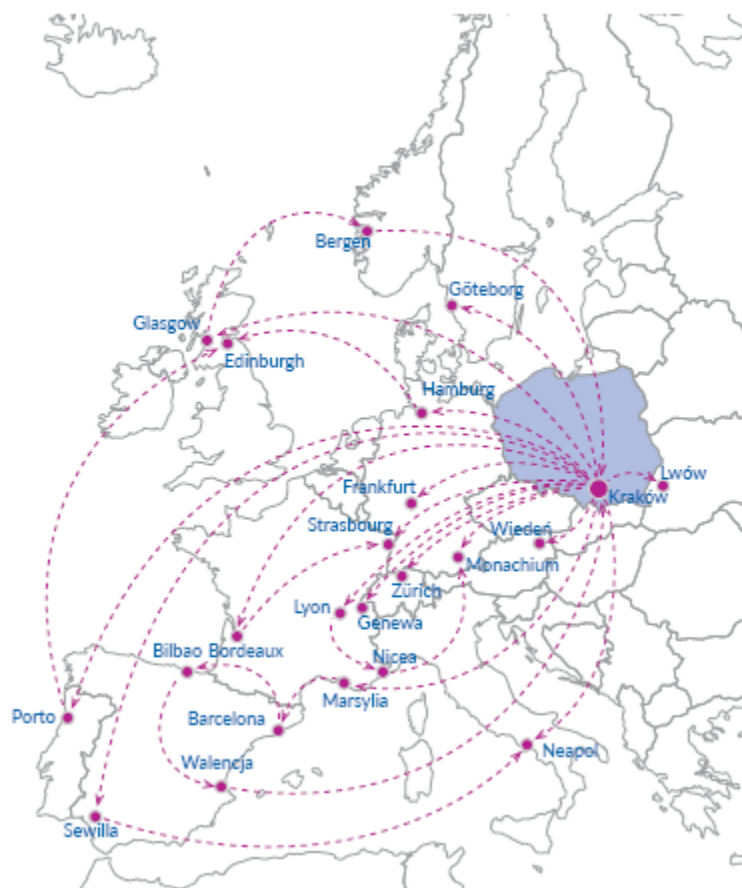 Bergen
Göteborg
Glasgow
Edinburgh
Hamburg
Lwów
Frankfurt
Kraków
Strasbourg
Wiedeń
Monachium
Zürich
Lyon
Genewa
Bilbao Bordeaux
Nicea
Marsylia
Porto
Barcelona
Neapol
Walencja
Sewilla